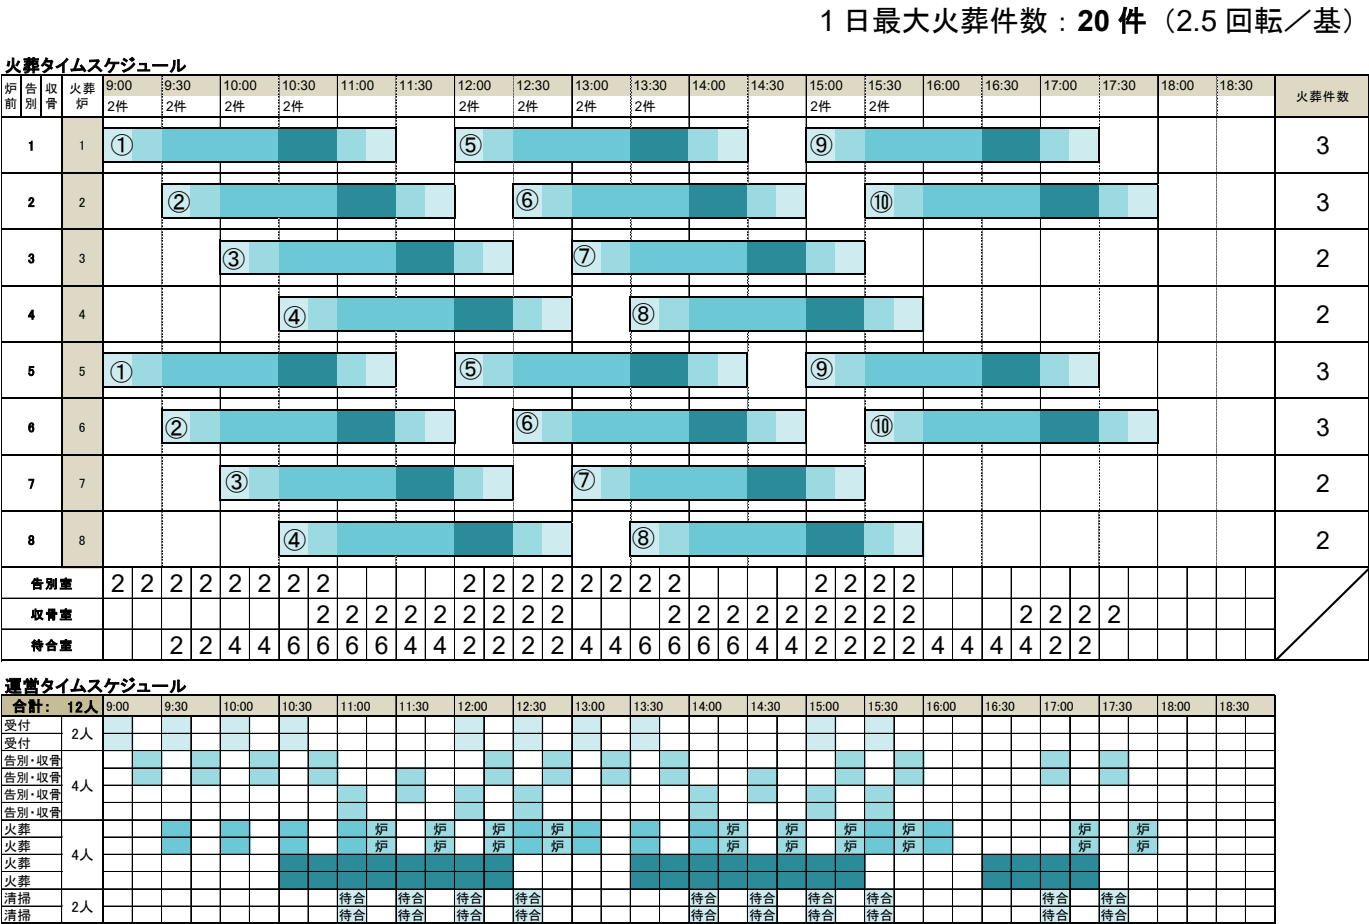 1日最大火葬件数：20件（2.5回転／基）
火葬タイムスケジュール
炉前 告別 収骨 火葬炉 9:00 9:30 10:00 10:30 11:00 11:30 12:00 12:30 13:00 13:30 14:00 14:30 15:00 15:30 16:00 16:30 17:00 17:30 18:00 18:30 火葬件数
2件 2件 2件 2件 2件 2件 2件 2件 2件 2件
1 1 ① ⑤ ⑨ 3
2 2 ② ⑥ ⑩ 3
3 3 ③ ⑦ 2
4 4 ④ ⑧ 2
5 5 ① ⑤ ⑨ 3
6 6 ② ⑥ ⑩ 3
7 7 ③ ⑦ 2
8 8 ④ ⑧ 2
告別室 2 2 2 2 2 2 2 2 2 2 2 2 2 2 2 2 2 2 2 2
収骨室 2 2 2 2 2 2 2 2 2 2 2 2 2 2 2 2 2 2 2 2 2 2
待合室 2 2 4 4 6 6 6 6 4 4 2 2 2 2 4 4 6 6 6 6 4 4 2 2 2 2 4 4 4 4 2 2
運営タイムスケジュール
合計： 12人 9:00 9:30 10:00 10:30 11:00 11:30 12:00 12:30 13:00 13:30 14:00 14:30 15:00 15:30 16:00 16:30 17:00 17:30 18:00 18:30
受付 2人
受付
告別・収骨 4人
告別・収骨
告別・収骨
告別・収骨
火葬 4人 炉 炉 炉 炉 炉 炉 炉 炉 炉 炉
火葬 炉 炉 炉 炉 炉 炉 炉 炉 炉 炉
火葬
火葬
清掃 2人 待合 待合 待合 待合 待合 待合 待合 待合 待合 待合
清掃 待合 待合 待合 待合 待合 待合 待合 待合 待合 待合